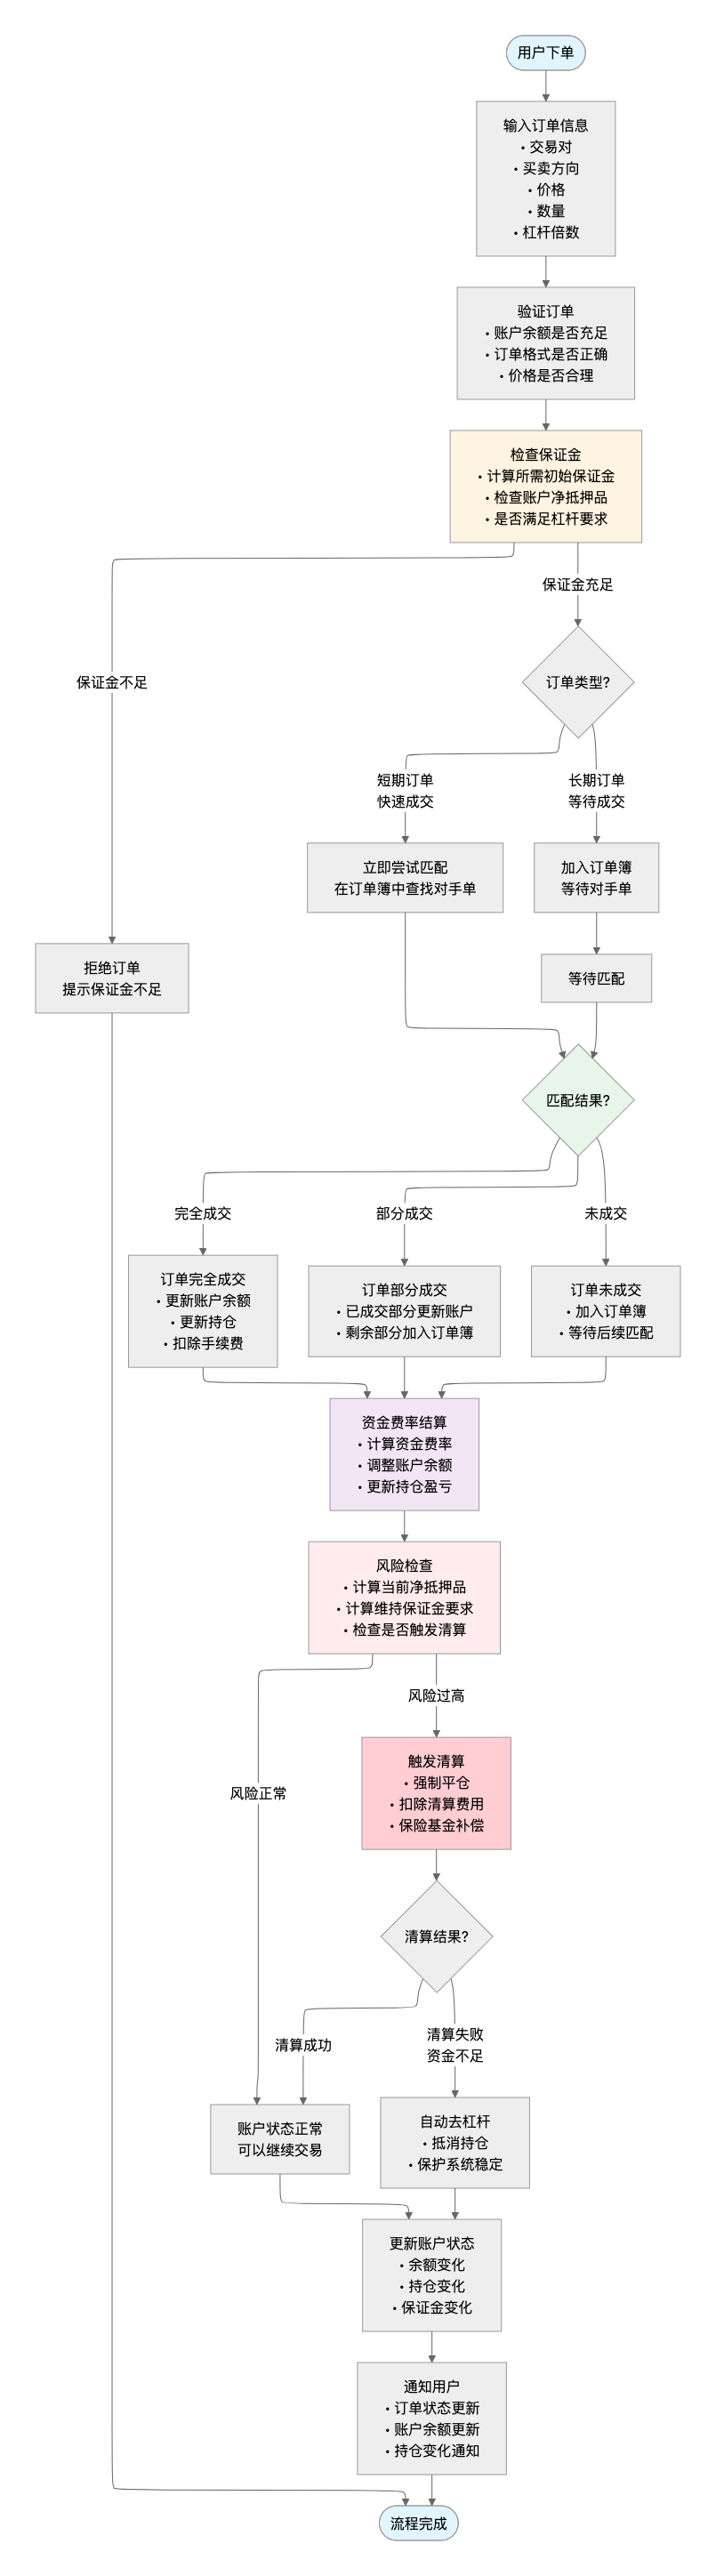 用户下单
输入订单信息
• 交易对
• 买卖方向
• 价格
• 数量
• 杠杆倍数
验证订单
• 账户余额是否充足
• 订单格式是否正确
• 价格是否合理
检查保证金
• 计算所需初始保证金
• 检查账户净抵押品
• 是否满足杠杆要求
保证金充足
保证金不足
订单类型?
短期订单
快速成交
长期订单
等待成交
立即尝试匹配
在订单簿中查找对手单
加入订单簿
等待对手单
拒绝订单
提示保证金不足
等待匹配
匹配结果?
完全成交
部分成交
未成交
订单完全成交
• 更新账户余额
• 更新持仓
• 扣除手续费
订单部分成交
• 已成交部分更新账户
• 剩余部分加入订单簿
订单未成交
• 加入订单簿
• 等待后续匹配
资金费率结算
• 计算资金费率
• 调整账户余额
• 更新持仓盈亏
风险检查
• 计算当前净抵押品
• 计算维持保证金要求
• 检查是否触发清算
风险过高
风险正常
触发清算
• 强制平仓
• 扣除清算费用
• 保险基金补偿
清算结果?
清算成功
清算失败
资金不足
账户状态正常
可以继续交易
自动去杠杆
• 抵消持仓
• 保护系统稳定
更新账户状态
• 余额变化
• 持仓变化
• 保证金变化
通知用户
• 订单状态更新
• 账户余额更新
• 持仓变化通知
流程完成